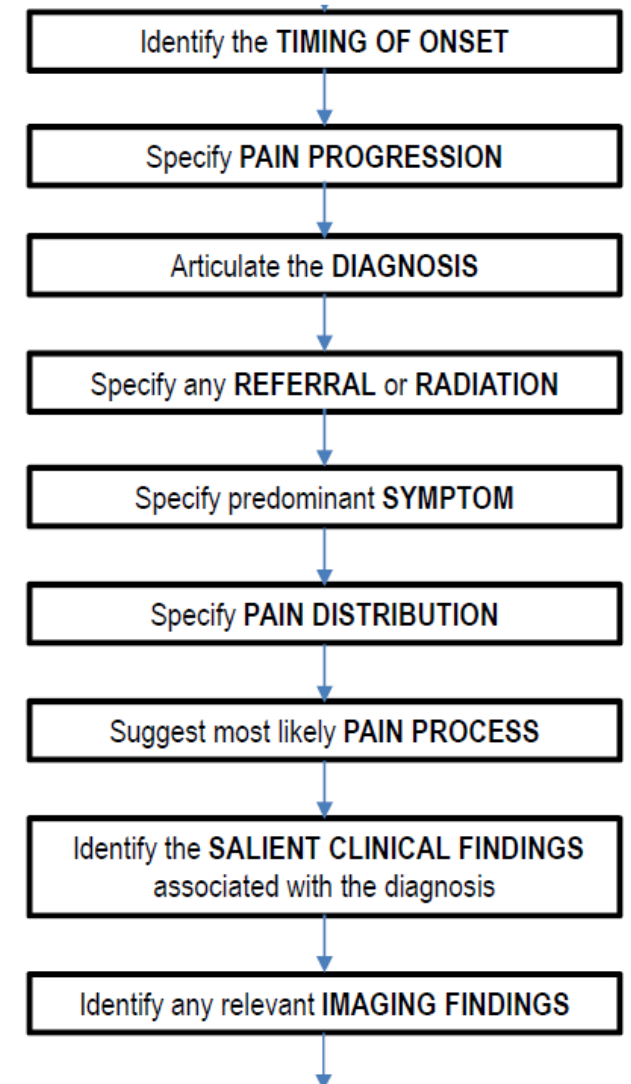 Identify the TIMING OF ONSET
Specify PAIN PROGRESSION
Articulate the DIAGNOSIS
Specify any REFERRAL or RADIATION
Specify predominant SYMPTOM
Specify PAIN DISTRIBUTION
Suggest most likely PAIN PROCESS
Identify the SALIENT CLINICAL FINDINGS
associated with the diagnosis
Identify any relevant IMAGING FINDINGS